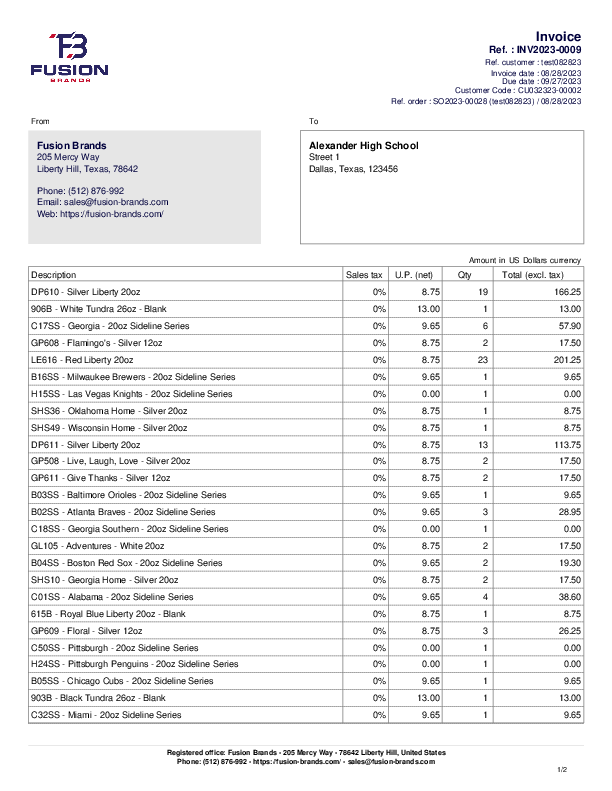 FUSION
BRANDS
Invoice
Ref. : INV2023-0009
Ref. customer : test082823
Invoice date : 08/28/2023
Due date : 09/27/2023
Customer Code : CU032323-00002
Ref. order : SO2023-00028 (test082823) / 08/28/2023
From
To
Fusion Brands
205 Mercy Way
Liberty Hill, Texas, 78642
Phone: (512) 876-992
Email: sales@fusion-brands.com
Web: https://fusion-brands.com/
Alexander High School
Street 1
Dallas, Texas, 123456
Amount in US Dollars currency
Description Sales tax U.P. (net) Qty Total (excl. tax)
DP610 - Silver Liberty 20oz 0% 8.75 19 166.25
906B - White Tundra 26oz - Blank 0% 13.00 1 13.00
C17SS - Georgia - 20oz Sideline Series 0% 9.65 6 57.90
GP608 - Flamingo's - Silver 12oz 0% 8.75 2 17.50
LE616 - Red Liberty 20oz 0% 8.75 23 201.25
B16SS - Milwaukee Brewers - 20oz Sideline Series 0% 9.65 1 9.65
H15SS - Las Vegas Knights - 20oz Sideline Series 0% 0.00 1 0.00
SHS36 - Oklahoma Home - Silver 20oz 0% 8.75 1 8.75
SHS49 - Wisconsin Home - Silver 20oz 0% 8.75 1 8.75
DP611 - Silver Liberty 20oz 0% 8.75 13 113.75
GP508 - Live, Laugh, Love - Silver 20oz 0% 8.75 2 17.50
GP611 - Give Thanks - Silver 12oz 0% 8.75 2 17.50
B03SS - Baltimore Orioles - 20oz Sideline Series 0% 9.65 1 9.65
B02SS - Atlanta Braves - 20oz Sideline Series 0% 9.65 3 28.95
C18SS - Georgia Southern - 20oz Sideline Series 0% 0.00 1 0.00
GL105 - Adventures - White 20oz 0% 8.75 2 17.50
B04SS - Boston Red Sox - 20oz Sideline Series 0% 9.65 2 19.30
SHS10 - Georgia Home - Silver 20oz 0% 8.75 2 17.50
C01SS - Alabama - 20oz Sideline Series 0% 9.65 4 38.60
615B - Royal Blue Liberty 20oz - Blank 0% 8.75 1 8.75
GP609 - Floral - Silver 12oz 0% 8.75 3 26.25
C50SS - Pittsburgh - 20oz Sideline Series 0% 0.00 1 0.00
H24SS - Pittsburgh Penguins - 20oz Sideline Series 0% 0.00 1 0.00
B05SS - Chicago Cubs - 20oz Sideline Series 0% 9.65 1 9.65
903B - Black Tundra 26oz - Blank 0% 13.00 1 13.00
C32SS - Miami - 20oz Sideline Series 0% 9.65 1 9.65
Registered office: Fusion Brands - 205 Mercy Way - 78642 Liberty Hill, United States
Phone: (512) 876-992 - https://fusion-brands.com/ - sales@fusion-brands.com
1/2